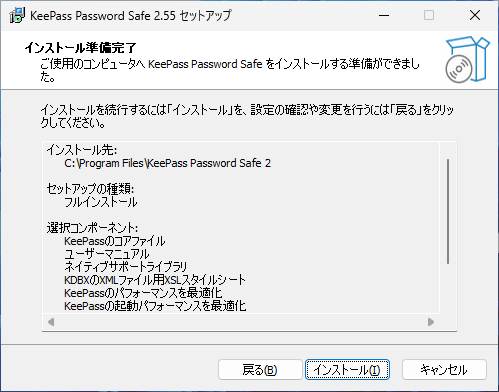 KeePass Password Safe 2.55 セットアップ
インストール準備完了
ご使用のコンピュータへ KeePass Password Safe をインストールする準備ができまし
た。
インストールを続行するには「インストール」を、設定の確認や変更を行うには「戻る」をクリッ
クしてください。
インストール先:
C:\Program Files\KeePass Password Safe 2
セットアップの種類:
フルインストール
選択コンポーネント:
KeePassのコアファイル
ユーザーマニュアル
ネイティブサポートライブラリ
KDBXのXMLファイル用XSLスタイルシート
KeePassのパフォーマンスを最適化
KeePassの起動パフォーマンスを最適化
戻る(B)
インストール(I)
キャンセル